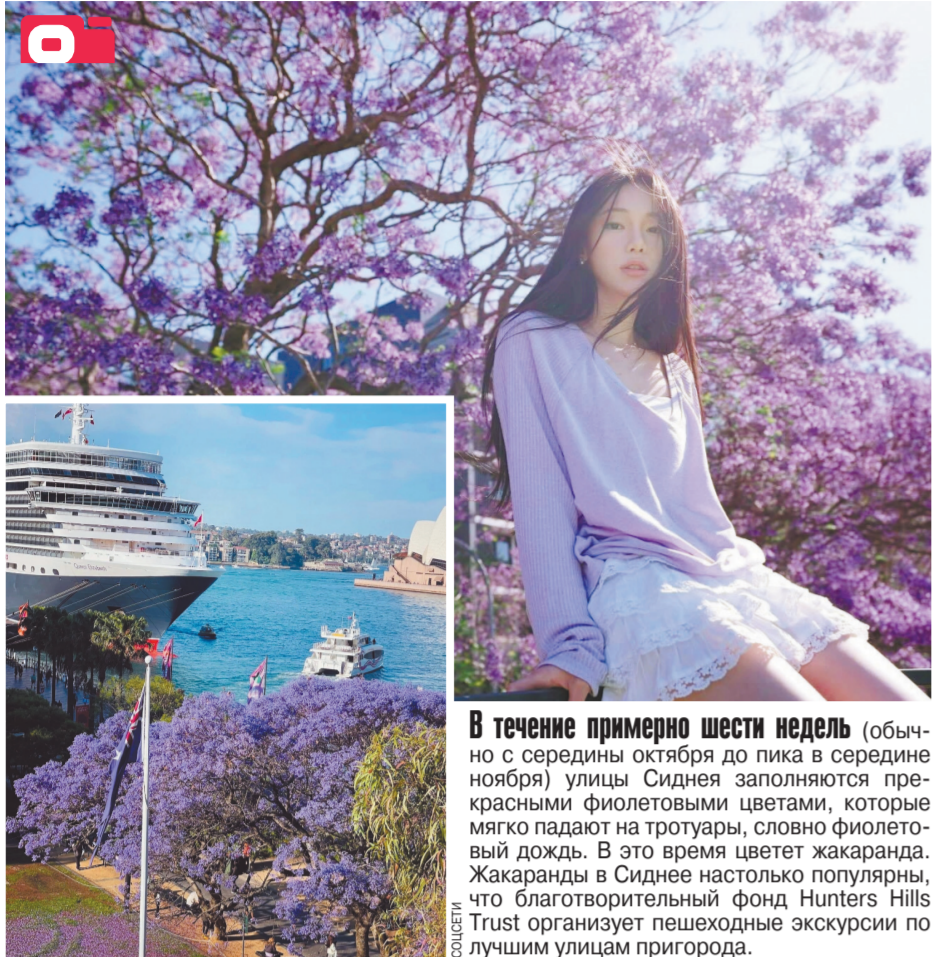 Queen Elizabeth
В течение примерно шести недель (обыч-
но с середины октября до пика в середине
ноября) улицы Сиднея заполняются пре-
красными фиолетовыми цветами, которые
мягко падают на тротуары, словно фиолето-
вый дождь. В это время цветет жакаранда.
Жакаранды в Сиднее настолько популярны,
что благотворительный фонд Hunters Hills
Trust организует пешеходные экскурсии по
лучшим улицам пригорода.
СОЦСЕТИ